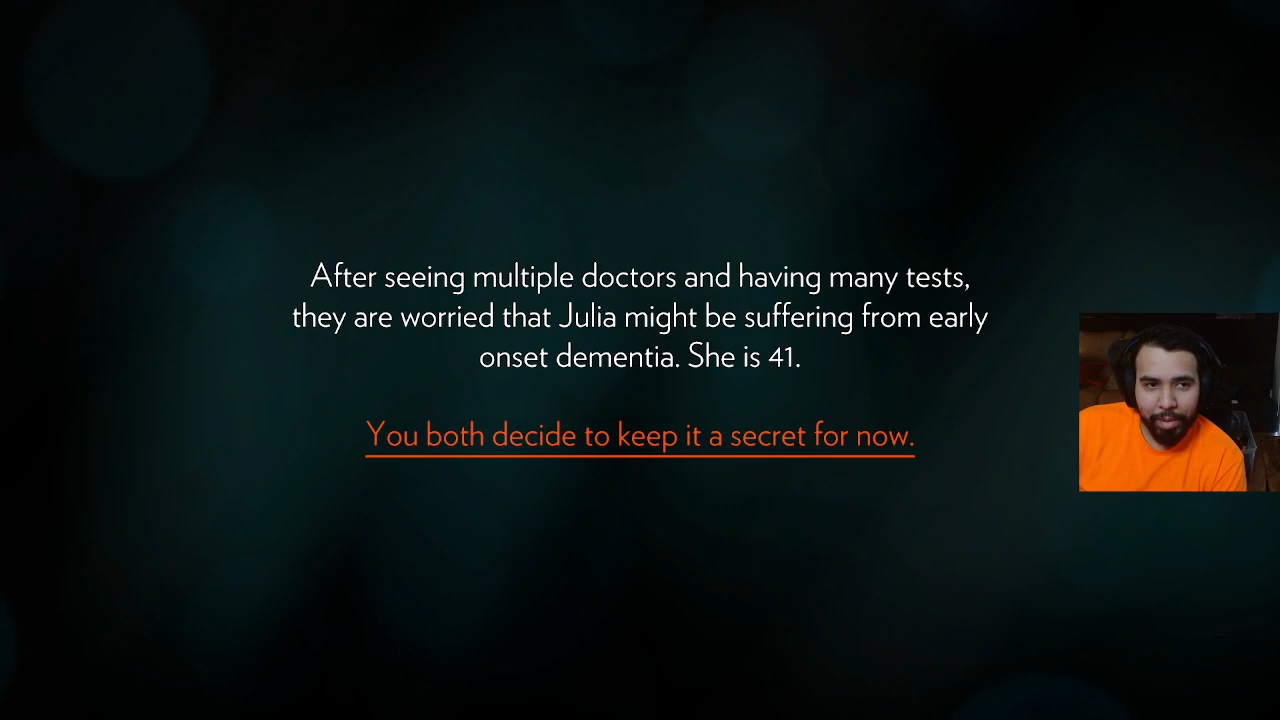 After seeing multiple doctors and having many tests,
they are worried that Julia might be suffering from early
onset dementia. She is 41.
You both decide to keep it a secret for now.